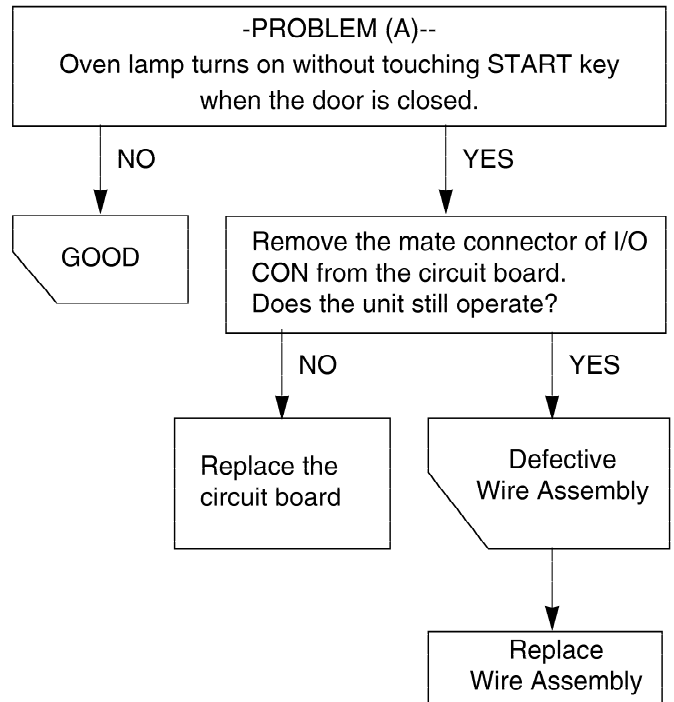 -PROBLEM (A)--
Oven lamp turns on without touching START key
when the door is closed.
NO
YES
GOOD
Remove the mate connector of I/O
CON from the circuit board.
Does the unit still operate?
NO
YES
Replace the
circuit board
Defective
Wire Assembly
Replace
Wire Assembly